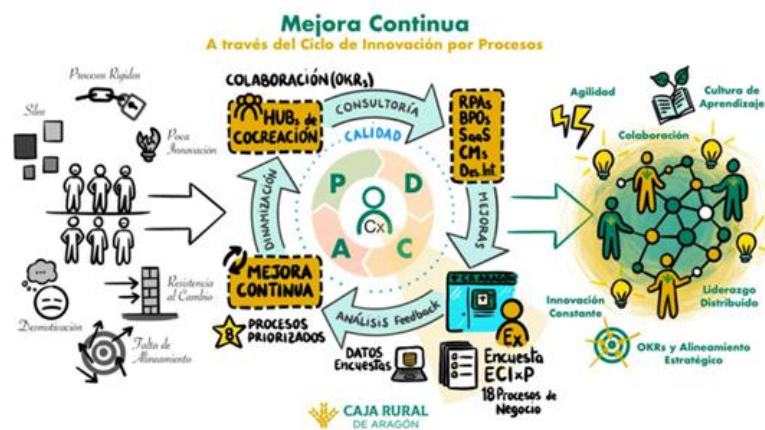 Mejora Continua
A través del Ciclo de Innovación por Procesos
Procesos Rígidos
Silos
Poca
Innovación
Desmotivación
Resistencia
al Cambio
Falta de
Alineamiento
COLABORACIÓN (OKRs)
HUBs de
COCREACIÓN
CONSULTORÍA
RPAs
BPOs
SaaS
CMs
Des.Int
CALIDAD
P
D
A
C
Cx
DINAMIZACIÓN
MEJORAS
MEJORA
CONTINUA
ANÁLISIS Feedback
8
PROCESOS
PRIORIZADOS
DATOS
ENCUESTAS
Ex
Encuesta
ECIxP
18 Procesos de
Negocio
Agilidad
Cultura de
Aprendizaje
Colaboración
Liderazgo
Distribuido
Innovación
Constante
OKRs y Alineamiento
Estratégico
CAJA RURAL
DE ARAGÓN